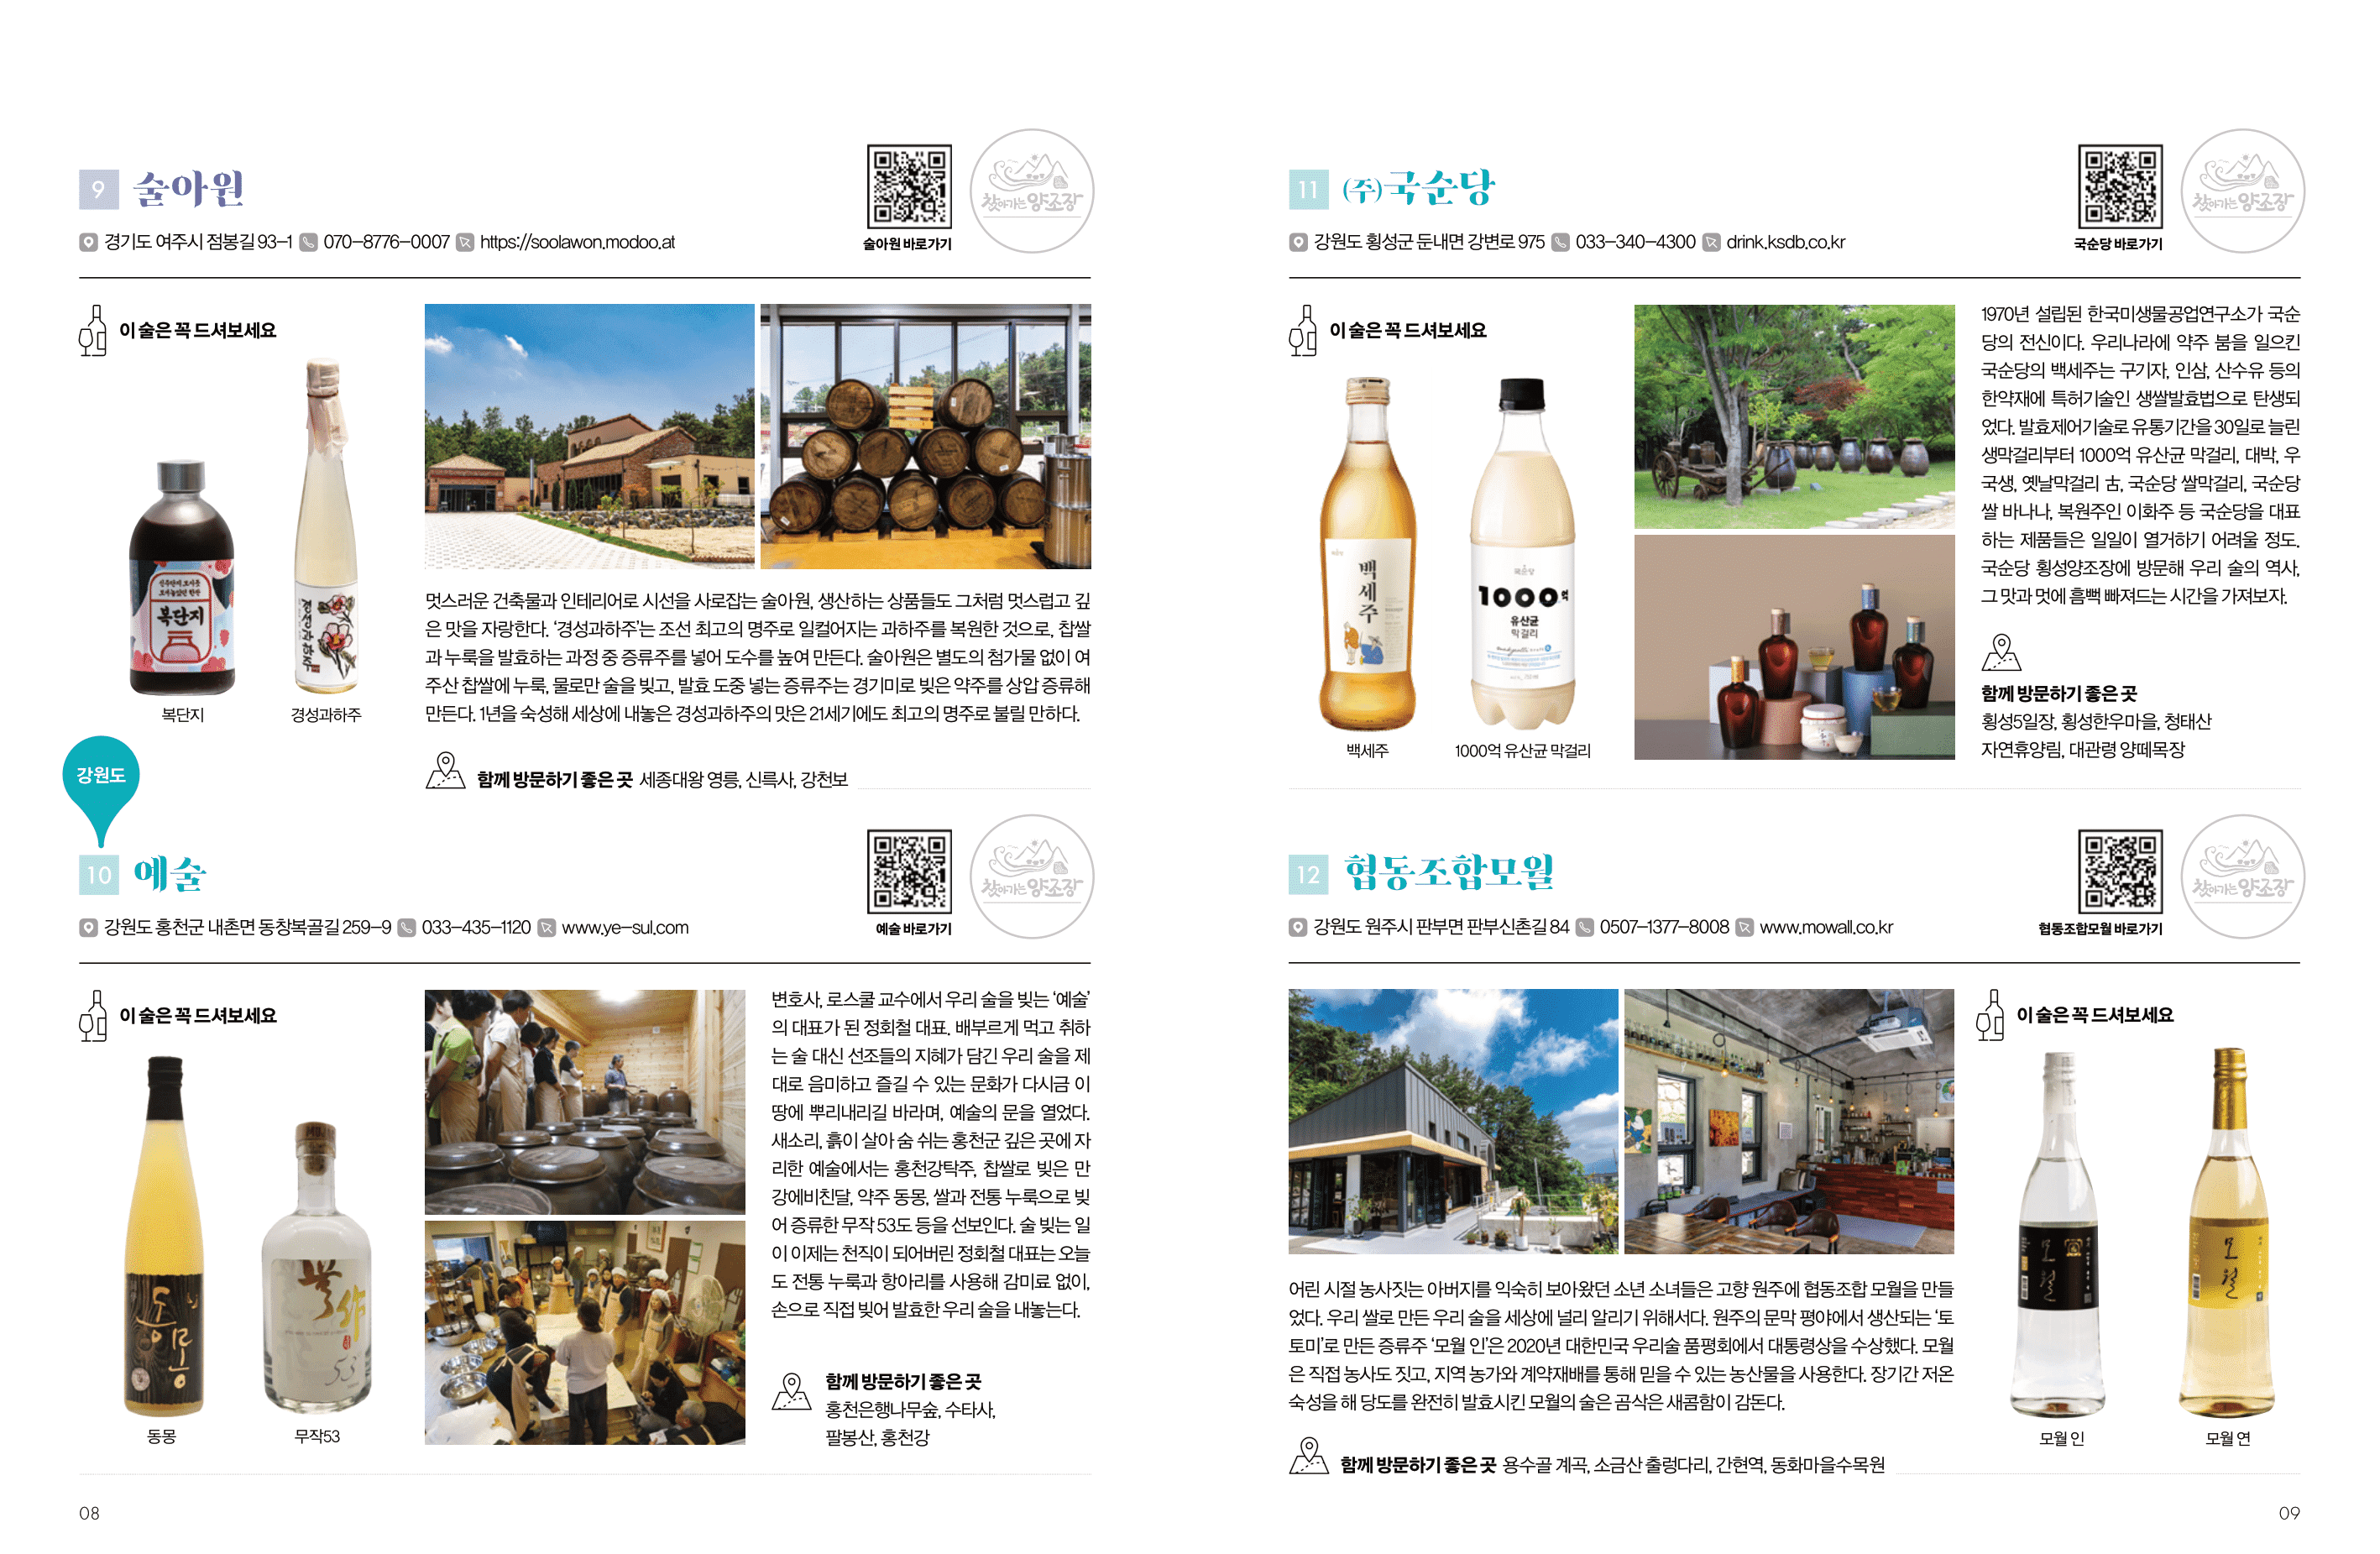 9 술아원
경기도 여주시 점봉길 93-1 070-8776-0007 https://soolawon.modoo.at
술아원 바로가기
찾아가는 양조장
이 술은 꼭 드셔보세요
복단지
경성과하주
복단지
경성과하주
멋스러운 건축물과 인테리어로 시선을 사로잡는 술아원, 생산하는 상품들도 그처럼 멋스럽고 깊
은 맛을 자랑한다. ‘경성과하주’는 조선 최고의 명주로 일컬어지는 과하주를 복원한 것으로, 찹쌀
과 누룩을 발효하는 과정 중 증류주를 넣어 도수를 높여 만든다. 술아원은 별도의 첨가물 없이 여
주산 찹쌀에 누룩, 물로만 술을 빚고, 발효 도중 넣는 증류주는 경기미로 빚은 약주를 상압 증류해
만든다. 1년을 숙성해 세상에 내놓은 경성과하주의 맛은 21세기에도 최고의 명주로 불릴 만하다.
함께 방문하기 좋은 곳 세종대왕 영릉, 신륵사, 강천보
강원도
10 예술
강원도 홍천군 내촌면 동창복골길 259-9 033-435-1120 www.ye-sul.com
예술 바로가기
찾아가는 양조장
이 술은 꼭 드셔보세요
동몽
53
동몽
무작53
변호사, 로스쿨 교수에서 우리 술을 빚는 ‘예술’
의 대표가 된 정회철 대표. 배부르게 먹고 취하
는 술 대신 선조들의 지혜가 담긴 우리 술을 제
대로 음미하고 즐길 수 있는 문화가 다시금 이
땅에 뿌리내리길 바라며, 예술의 문을 열었다.
새소리, 흙이 살아 숨 쉬는 홍천군 깊은 곳에 자
리한 예술에서는 홍천강탁주, 찹쌀로 빚은 만
강에비친달, 약주 동몽, 쌀과 전통 누룩으로 빚
어 증류한 무작 53도 등을 선보인다. 술 빚는 일
이 이제는 천직이 되어버린 정회철 대표는 오늘
도 전통 누룩과 항아리를 사용해 감미료 없이,
손으로 직접 빚어 발효한 우리 술을 내놓는다.
함께 방문하기 좋은 곳
홍천은행나무숲, 수타사,
팔봉산, 홍천강
08
11 (주)국순당
강원도 횡성군 둔내면 강변로 975 033-340-4300 drink.ksdb.co.kr
국순당 바로가기
찾아가는 양조장
이 술은 꼭 드셔보세요
백세주
국순당
1000억
유산균
막걸리
백세주
1000억 유산균 막걸리
1970년 설립된 한국미생물공업연구소가 국순
당의 전신이다. 우리나라에 약주 붐을 일으킨
국순당의 백세주는 구기자, 인삼, 산수유 등의
한약재에 특허기술인 생쌀발효법으로 탄생되
었다. 발효제어기술로 유통기간을 30일로 늘린
생막걸리부터 1000억 유산균 막걸리, 대박, 우
국생, 옛날막걸리 古, 국순당 쌀막걸리, 국순당
쌀 바나나, 복원주인 이화주 등 국순당을 대표
하는 제품들은 일일이 열거하기 어려울 정도.
국순당 횡성양조장에 방문해 우리 술의 역사,
그 맛과 멋에 흠뻑 빠져드는 시간을 가져보자.
함께 방문하기 좋은 곳
횡성5일장, 횡성한우마을, 청태산
자연휴양림, 대관령 양떼목장
12 협동조합모월
강원도 원주시 판부면 판부신촌길 84 0507-1377-8008 www.mowall.co.kr
협동조합모월 바로가기
찾아가는 양조장
이 술은 꼭 드셔보세요
모월
모월
모월 인
모월 연
어린 시절 농사짓는 아버지를 익숙히 보아왔던 소년 소녀들은 고향 원주에 협동조합 모월을 만들
었다. 우리 쌀로 만든 우리 술을 세상에 널리 알리기 위해서다. 원주의 문막 평야에서 생산되는 ‘토
토미’로 만든 증류주 ‘모월 인’은 2020년 대한민국 우리술 품평회에서 대통령상을 수상했다. 모월
은 직접 농사도 짓고, 지역 농가와 계약재배를 통해 믿을 수 있는 농산물을 사용한다. 장기간 저온
숙성을 해 당도를 완전히 발효시킨 모월의 술은 곰삭은 새콤함이 감돈다.
함께 방문하기 좋은 곳 용수골 계곡, 소금산 출렁다리, 간현역, 동화마을수목원
09